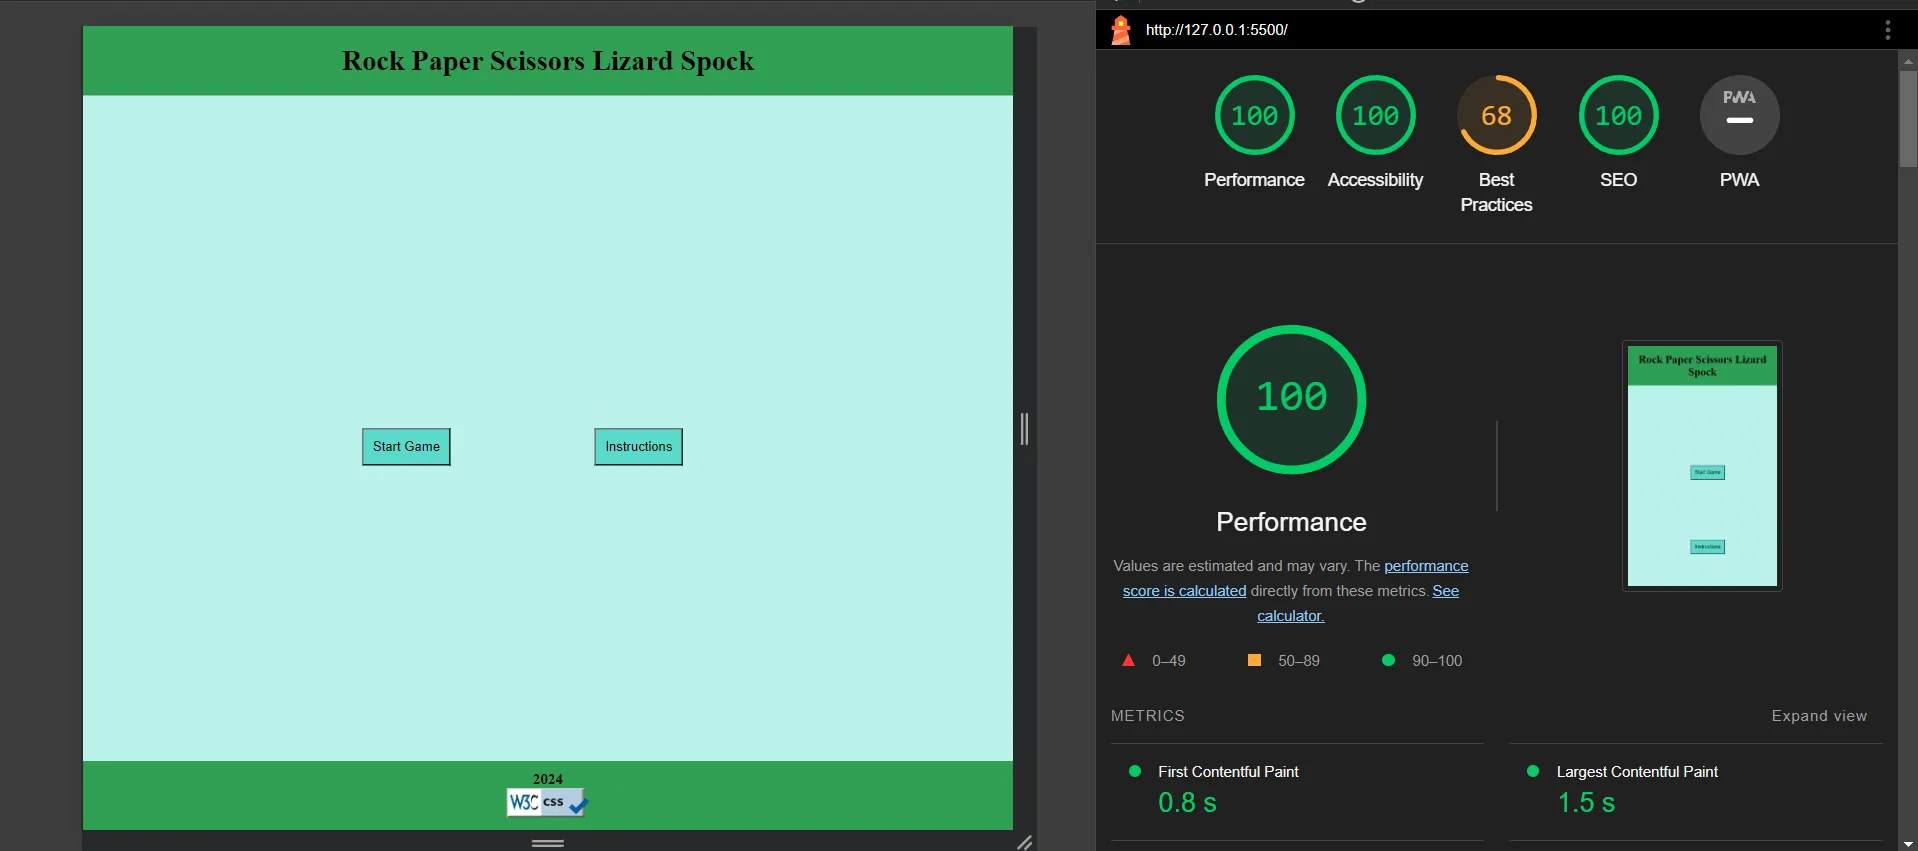 Rock Paper Scissors Lizard Spock
Start Game
Instructions
2024
W3C css
http://127.0.0.1:5500/
100
100
68
100
PWA
Performance
Accessibility
Best
Practices
SEO
PWA
100
Performance
Values are estimated and may vary. The performance
score is calculated directly from these metrics. See
calculator.
0–49
50–89
90–100
Rock Paper Scissors Lizard
Spock
Start Game
Instructions
METRICS
Expand view
First Contentful Paint
0.8 s
Largest Contentful Paint
1.5 s